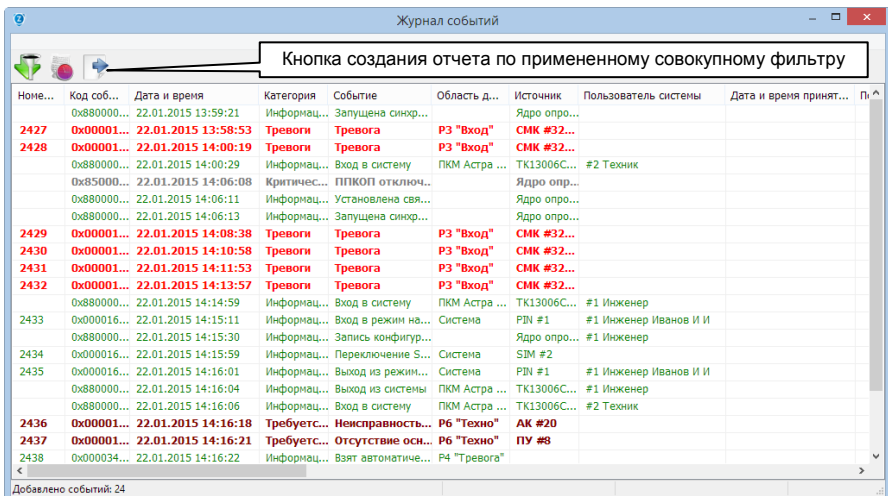 Журнал событий
Кнопка создания отчета по примененному совокупному фильтру
Номе... Код соб... Дата и время Категория Событие Область д... Источник Пользователь системы Дата и время принят...
0x880000... 22.01.2015 13:59:21 Информац... Запущена синхр... Ядро опро...
2427 0x00001... 22.01.2015 13:58:53 Тревоги Тревога Р3 "Вход" СМК #32...
2428 0x00001... 22.01.2015 14:00:19 Тревоги Тревога Р3 "Вход" СМК #32...
0x880000... 22.01.2015 14:00:29 Информац... Вход в систему ПКМ Астра ... TK13006C... #2 Техник
0x85000... 22.01.2015 14:06:08 Критичес... ППКОП отключ... Ядро опр...
0x880000... 22.01.2015 14:06:11 Информац... Установлена свя... Ядро опро...
0x880000... 22.01.2015 14:06:13 Информац... Запущена синхр... Ядро опро...
2429 0x00001... 22.01.2015 14:08:38 Тревоги Тревога Р3 "Вход" СМК #32...
2430 0x00001... 22.01.2015 14:10:58 Тревоги Тревога Р3 "Вход" СМК #32...
2431 0x00001... 22.01.2015 14:11:53 Тревоги Тревога Р3 "Вход" СМК #32...
2432 0x00001... 22.01.2015 14:13:57 Тревоги Тревога Р3 "Вход" СМК #32...
0x880000... 22.01.2015 14:14:59 Информац... Вход в систему ПКМ Астра ... TK13006C... #1 Инженер
2433 0x000016... 22.01.2015 14:15:11 Информац... Вход в режим на... Система PIN #1 #1 Инженер Иванов И И
0x880000... 22.01.2015 14:15:30 Информац... Запись конфигур... Ядро опро... #1 Инженер
2434 0x000016... 22.01.2015 14:15:59 Информац... Переключение S... Система SIM #2
2435 0x000016... 22.01.2015 14:16:01 Информац... Выход из режим... Система PIN #1 #1 Инженер Иванов И И
0x880000... 22.01.2015 14:16:04 Информац... Выход из системы ПКМ Астра ... TK13006C... #1 Инженер
0x880000... 22.01.2015 14:16:06 Информац... Вход в систему ПКМ Астра ... TK13006C... #2 Техник
2436 0x00001... 22.01.2015 14:16:18 Требуетс... Неисправность... Р6 "Техно" АК #20
2437 0x00001... 22.01.2015 14:16:21 Требуетс... Отсутствие осн... Р6 "Техно" ПУ #8
2438 0x000034... 22.01.2015 14:16:22 Информац... Взят автоматиче... Р4 "Тревога"
Добавлено событий: 24